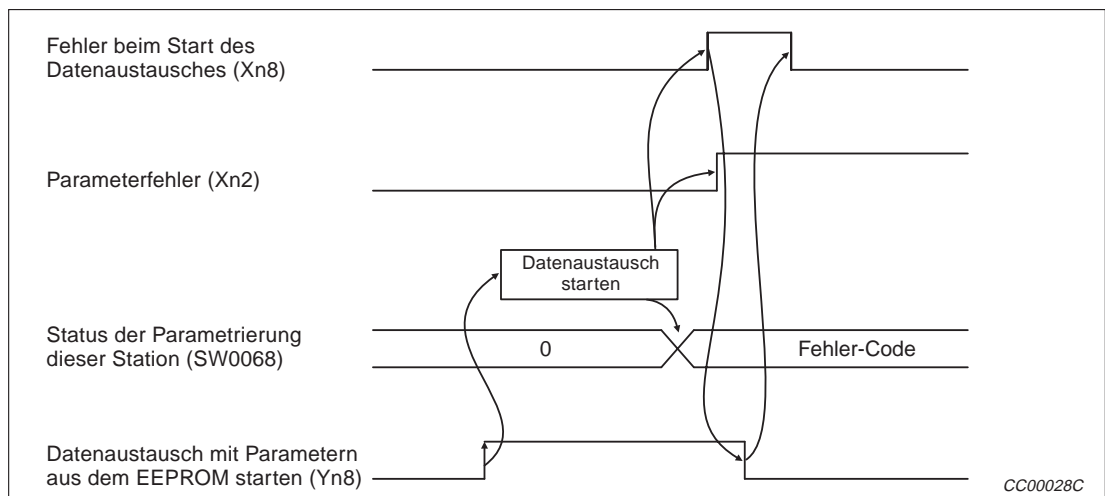 Fehler beim Start des
Datenaustausches (Xn8)
Parameterfehler (Xn2)
Datenaustausch
starten
Status der Parametrierung
dieser Station (SW0068)
0
Fehler-Code
Datenaustausch mit Parametern
aus dem EEPROM starten (Yn8)
CC00028C